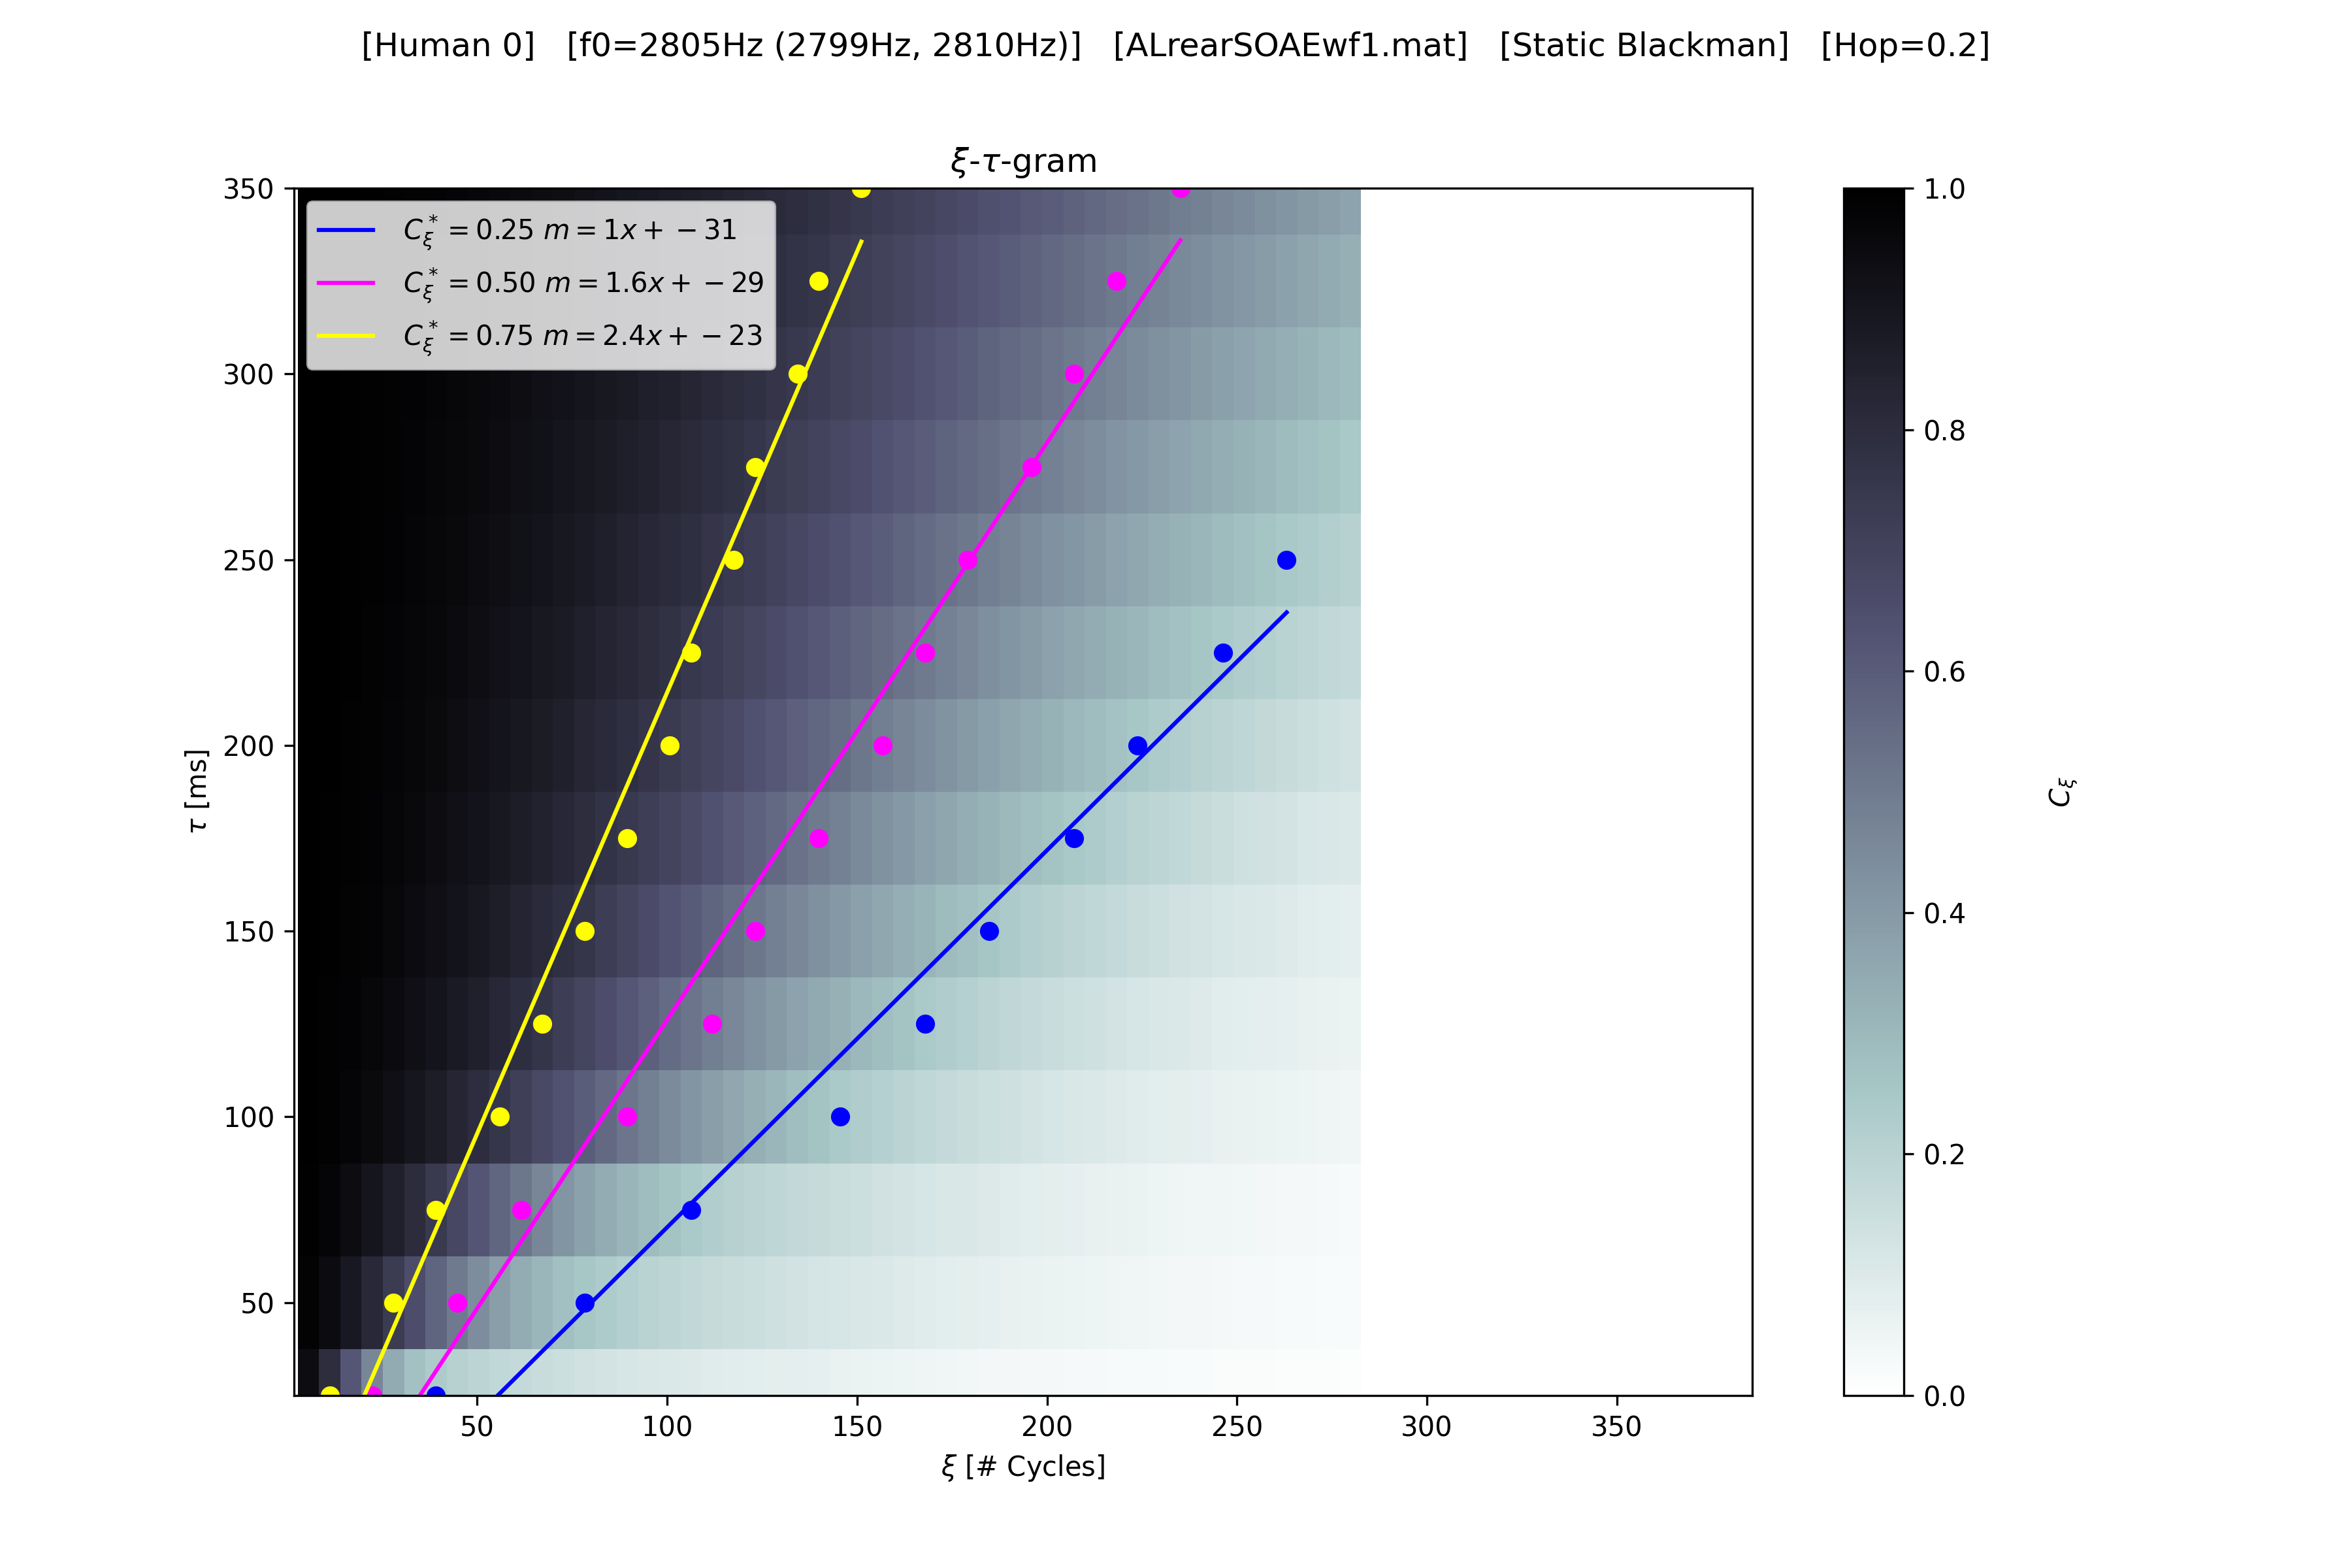 [Human 0]   [f0=2805Hz (2799Hz, 2810Hz)]   [ALrearSOAEwf1.mat]   [Static Blackman]   [Hop=0.2]
ξ-τ-gram
C*ξ = 0.25 m = 1x + −31
C*ξ = 0.50 m = 1.6x + −29
C*ξ = 0.75 m = 2.4x + −23
350
300
250
200
150
100
50
τ [ms]
50 100 150 200 250 300 350
ξ [# Cycles]
1.0
0.8
0.6
0.4
0.2
0.0
Cξ